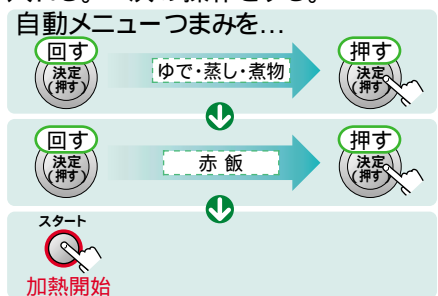 自動メニューつまみを…
回す
決定
(押す)
ゆで・蒸し・煮物
押す
決定
(押す)
回す
決定
(押す)
赤飯
押す
決定
(押す)
スタート
加熱開始